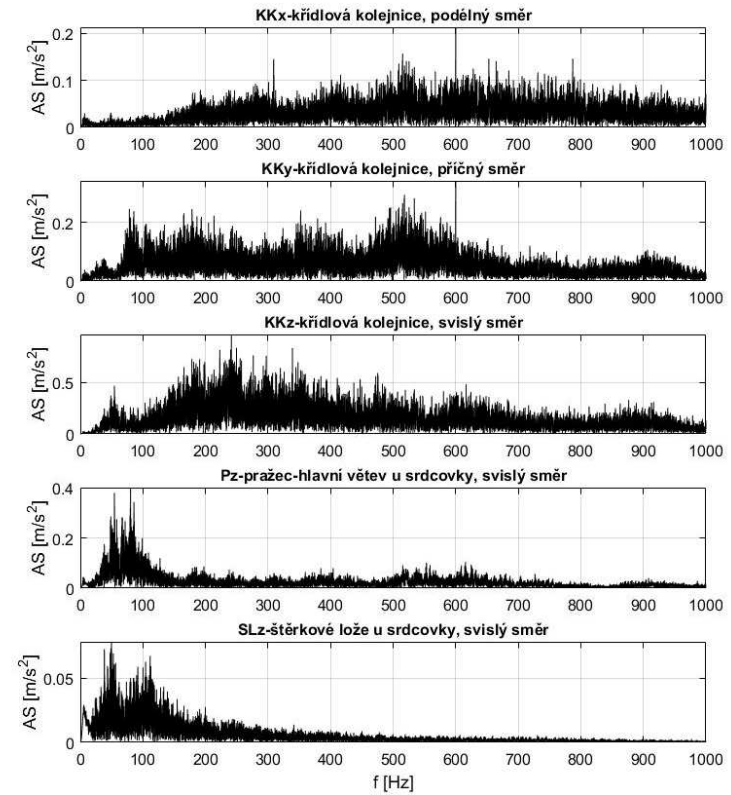 KKx-křídlová kolejnice, podélný směr
AS [m/s²]
0.2
0.1
0
0 100 200 300 400 500 600 700 800 900 1000
KKy-křídlová kolejnice, příčný směr
AS [m/s²]
0.2
0
0 100 200 300 400 500 600 700 800 900 1000
KKz-křídlová kolejnice, svislý směr
AS [m/s²]
0.5
0
0 100 200 300 400 500 600 700 800 900 1000
Pz-pražec-hlavní větev u srdcovky, svislý směr
AS [m/s²]
0.4
0.2
0
0 100 200 300 400 500 600 700 800 900 1000
SLz-štěrkové lože u srdcovky, svislý směr
AS [m/s²]
0.05
0
0 100 200 300 400 500 600 700 800 900 1000
f [Hz]